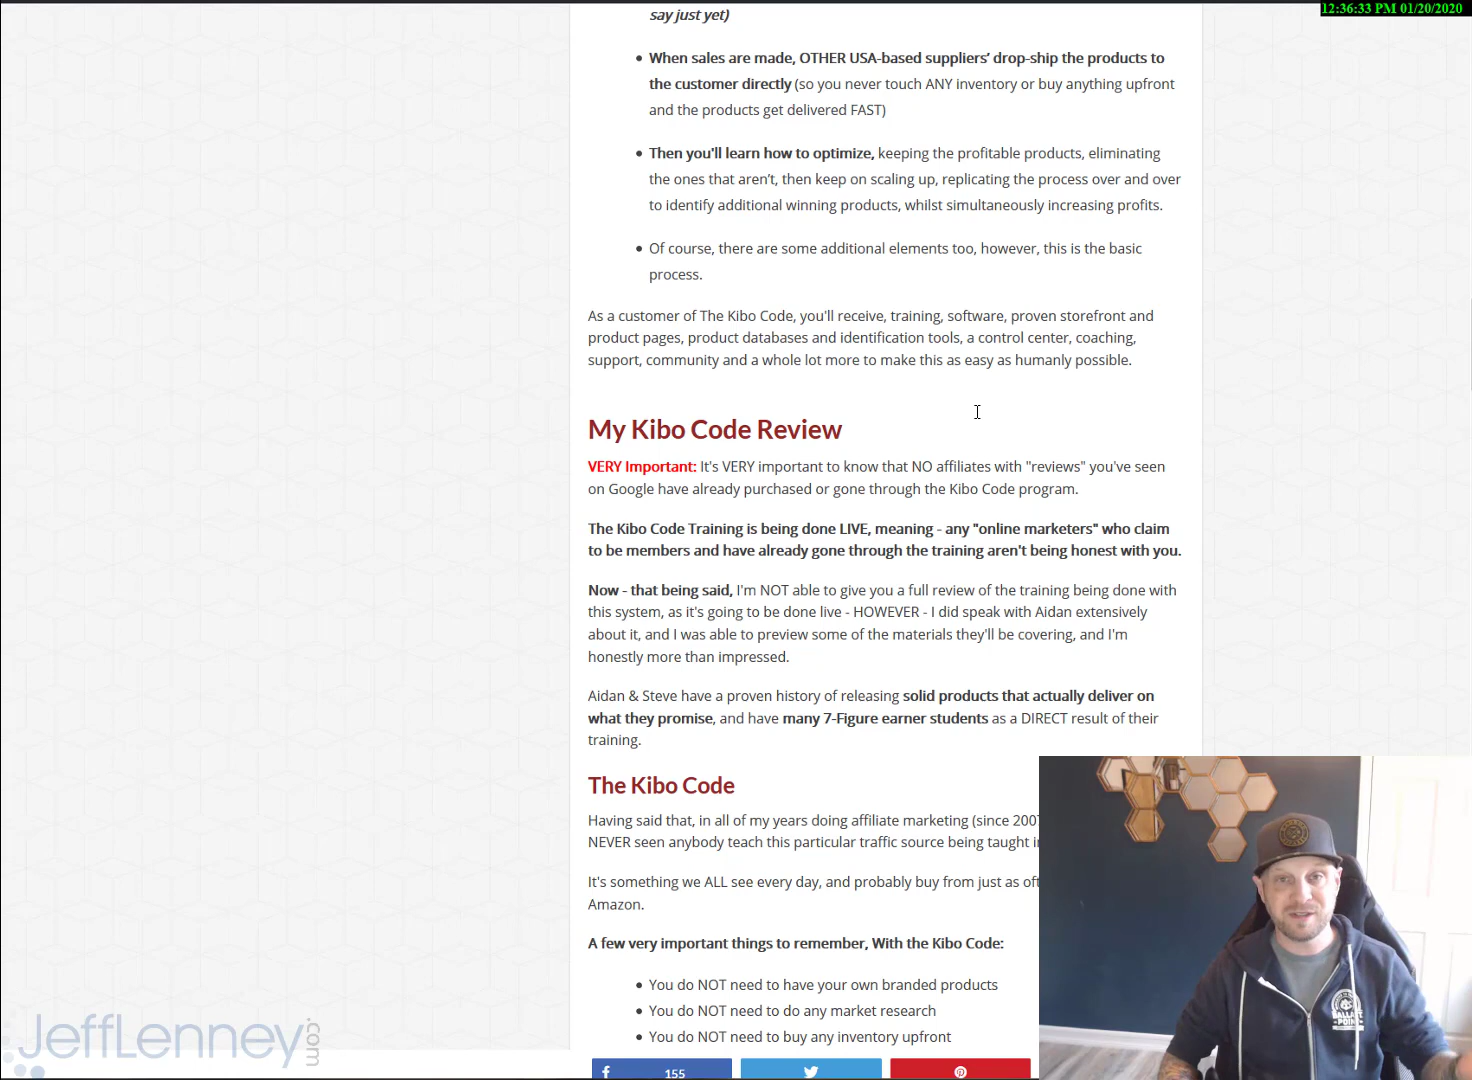 12:36:33 PM 01/20/2020
say just yet)
When sales are made, OTHER USA-based suppliers’ drop-ship the products to
the customer directly (so you never touch ANY inventory or buy anything upfront
and the products get delivered FAST)
Then you'll learn how to optimize, keeping the profitable products, eliminating
the ones that aren’t, then keep on scaling up, replicating the process over and over
to identify additional winning products, whilst simultaneously increasing profits.
Of course, there are some additional elements too, however, this is the basic
process.
As a customer of The Kibo Code, you'll receive, training, software, proven storefront and
product pages, product databases and identification tools, a control center, coaching,
support, community and a whole lot more to make this as easy as humanly possible.
My Kibo Code Review
VERY Important: It's VERY important to know that NO affiliates with "reviews" you've seen
on Google have already purchased or gone through the Kibo Code program.
The Kibo Code Training is being done LIVE, meaning - any "online marketers" who claim
to be members and have already gone through the training aren't being honest with you.
Now - that being said, I'm NOT able to give you a full review of the training being done with
this system, as it's going to be done live - HOWEVER - I did speak with Aidan extensively
about it, and I was able to preview some of the materials they'll be covering, and I'm
honestly more than impressed.
Aidan & Steve have a proven history of releasing solid products that actually deliver on
what they promise, and have many 7-Figure earner students as a DIRECT result of their
training.
The Kibo Code
Having said that, in all of my years doing affiliate marketing (since 2007
NEVER seen anybody teach this particular traffic source being taught i
It's something we ALL see every day, and probably buy from just as oft
Amazon.
A few very important things to remember, With the Kibo Code:
You do NOT need to have your own branded products
You do NOT need to do any market research
You do NOT need to buy any inventory upfront
JeffLenney.com
155
BALLAST
POINT